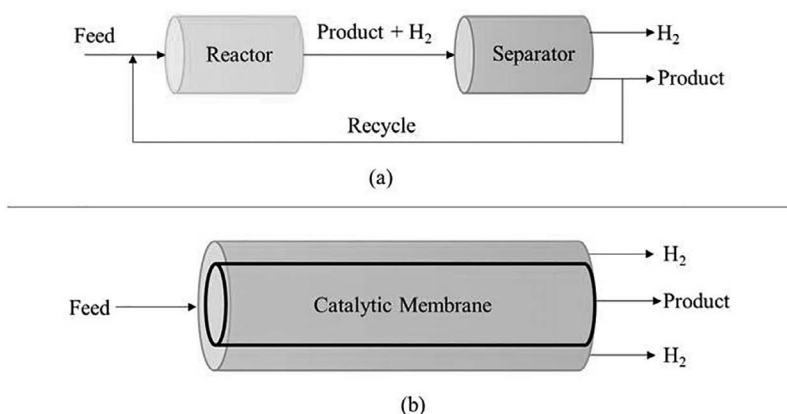 Feed
Reactor
Product + H₂
Separator
H₂
Product
Recycle
(a)
Feed
Catalytic Membrane
H₂
Product
H₂
(b)